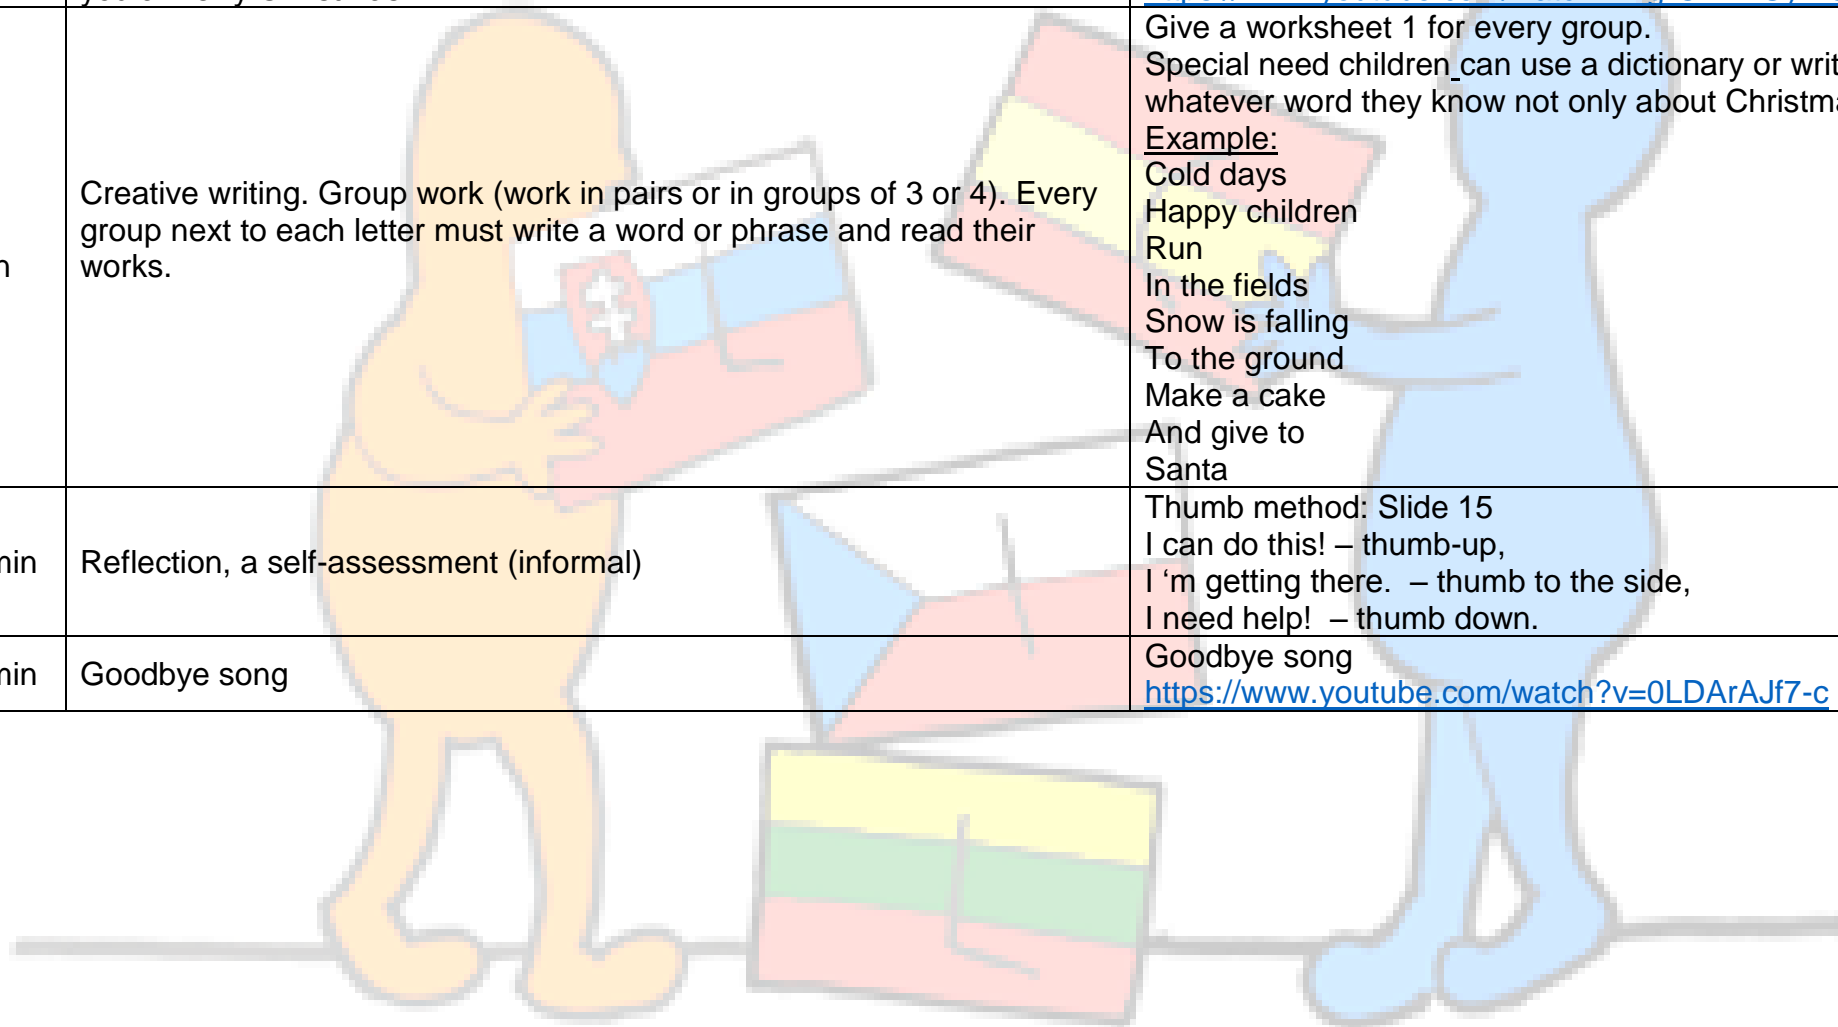 Give a worksheet 1 for every group.
Special need children can use a dictionary or writ
whatever word they know not only about Christma
Example:
Cold days
Happy children
Run
In the fields
Snow is falling
To the ground
Make a cake
And give to
Santa
Creative writing. Group work (work in pairs or in groups of 3 or 4). Every
group next to each letter must write a word or phrase and read their
works.
min
Reflection, a self-assessment (informal)
Thumb method: Slide 15
I can do this! – thumb-up,
I ‘m getting there.  – thumb to the side,
I need help!  – thumb down.
min
Goodbye song
Goodbye song
https://www.youtube.com/watch?v=0LDArAJf7-c